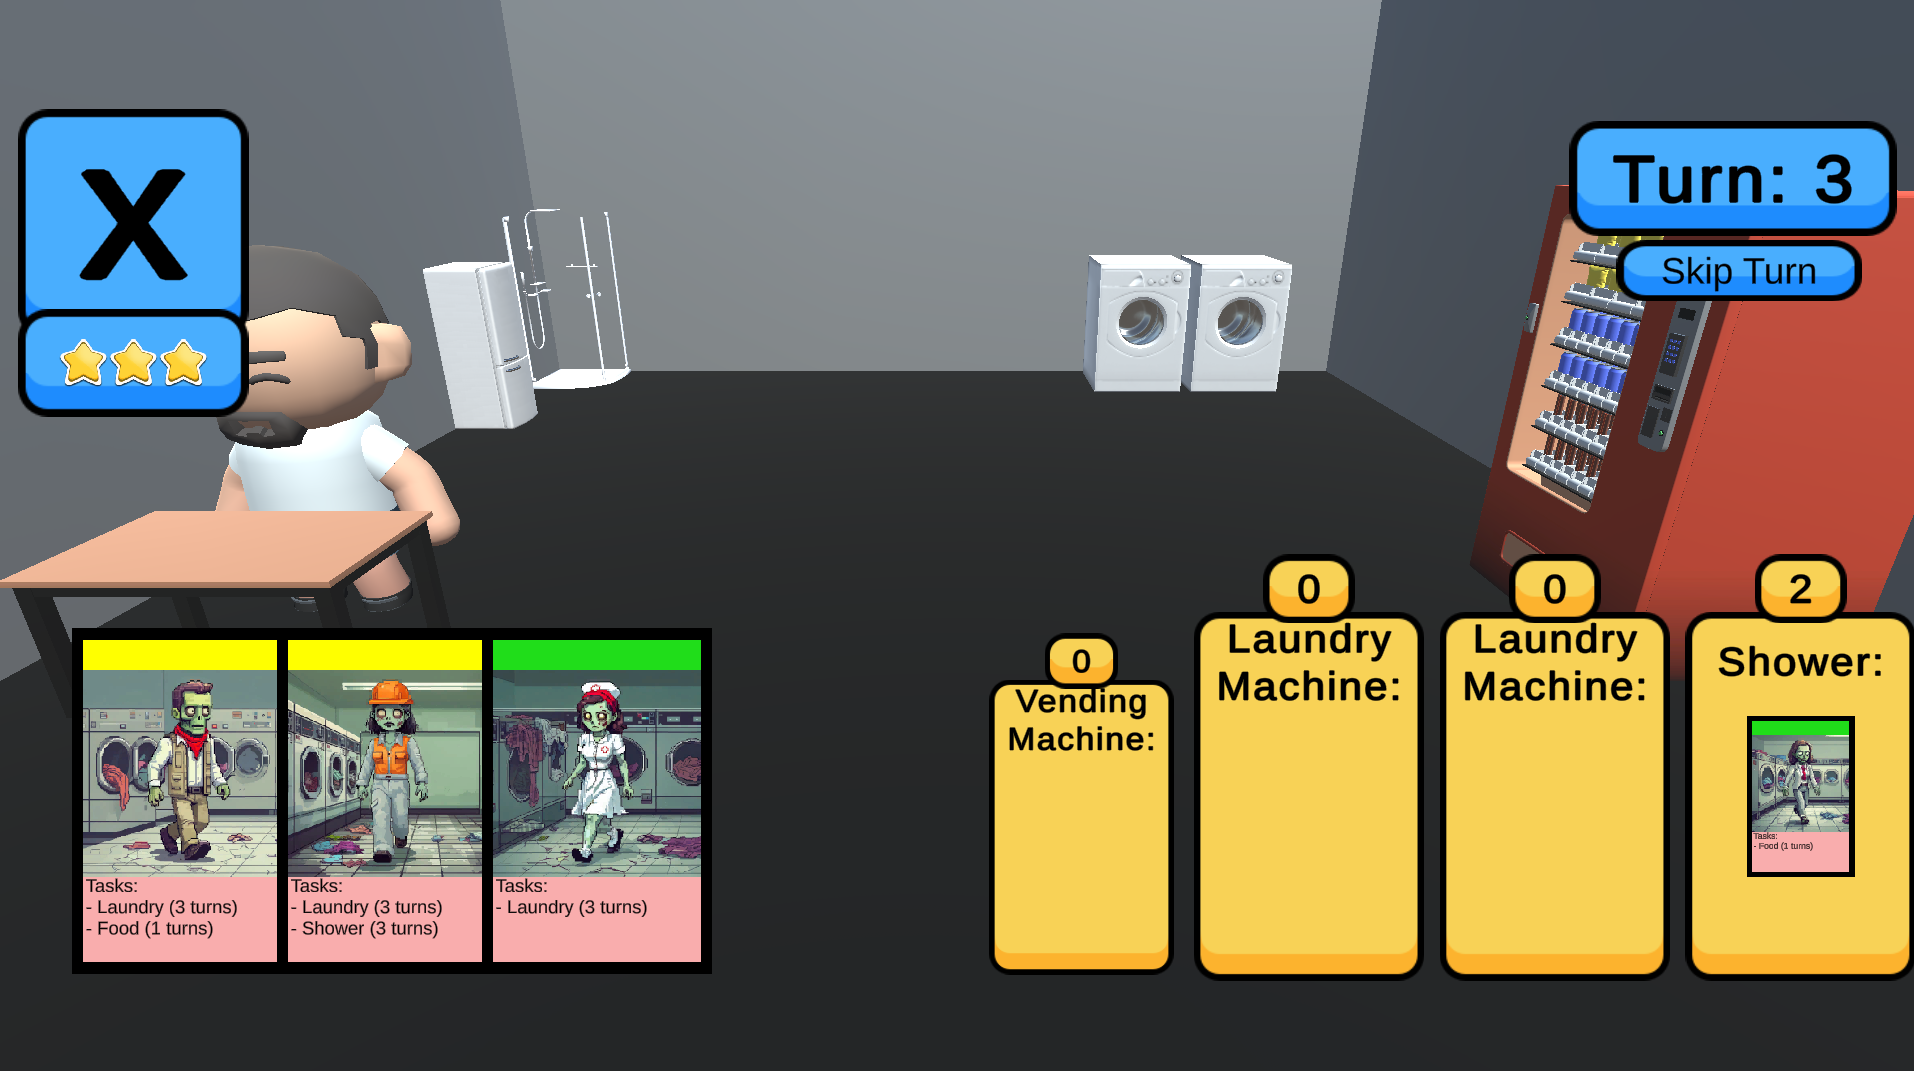 X
Turn: 3
Skip Turn
0
Vending
Machine:
0
Laundry
Machine:
0
Laundry
Machine:
2
Shower:
Tasks:
- Food (1 turns)
Tasks:
- Laundry (3 turns)
- Food (1 turns)
Tasks:
- Laundry (3 turns)
- Shower (3 turns)
Tasks:
- Laundry (3 turns)